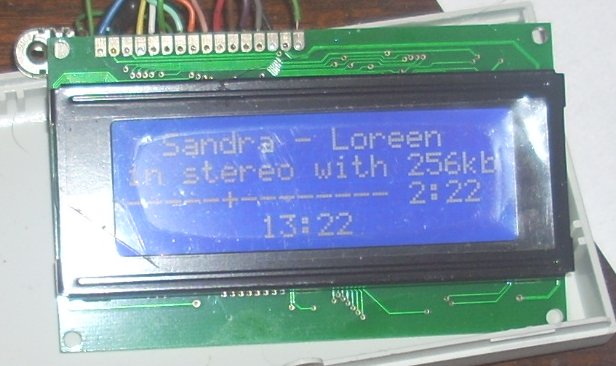 Sandra - Loreen
in stereo with 256kb
------+-------- 2:22
13:22